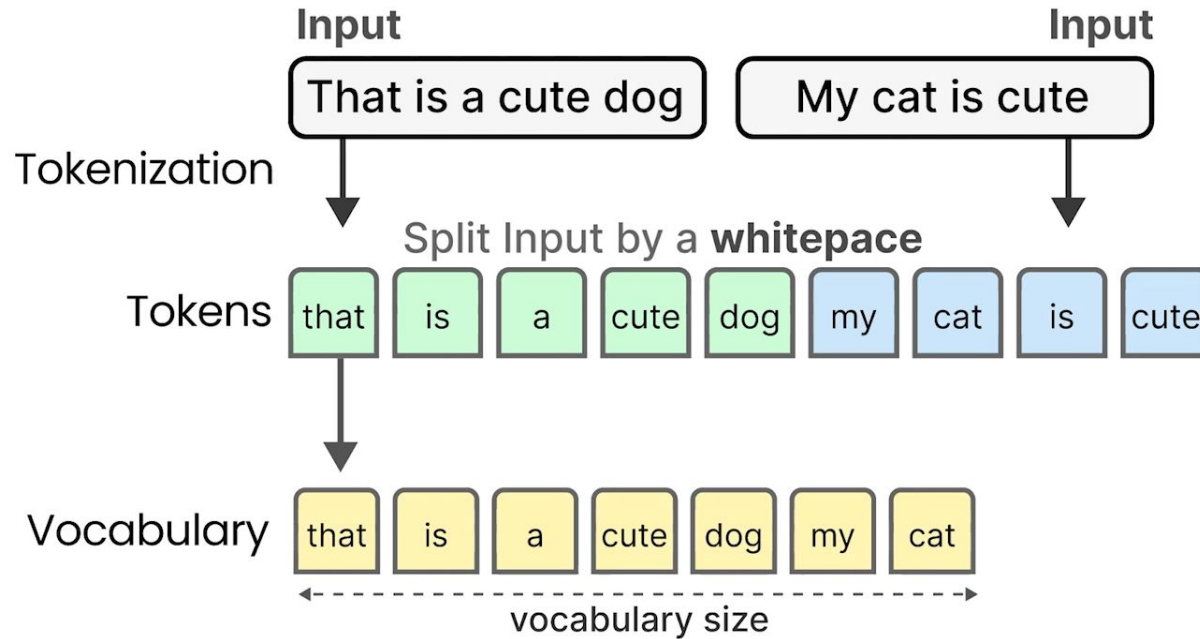 Input Input
That is a cute dog My cat is cute
Tokenization
Split Input by a whitepace
Tokens that is a cute dog my cat is cute
Vocabulary that is a cute dog my cat
vocabulary size